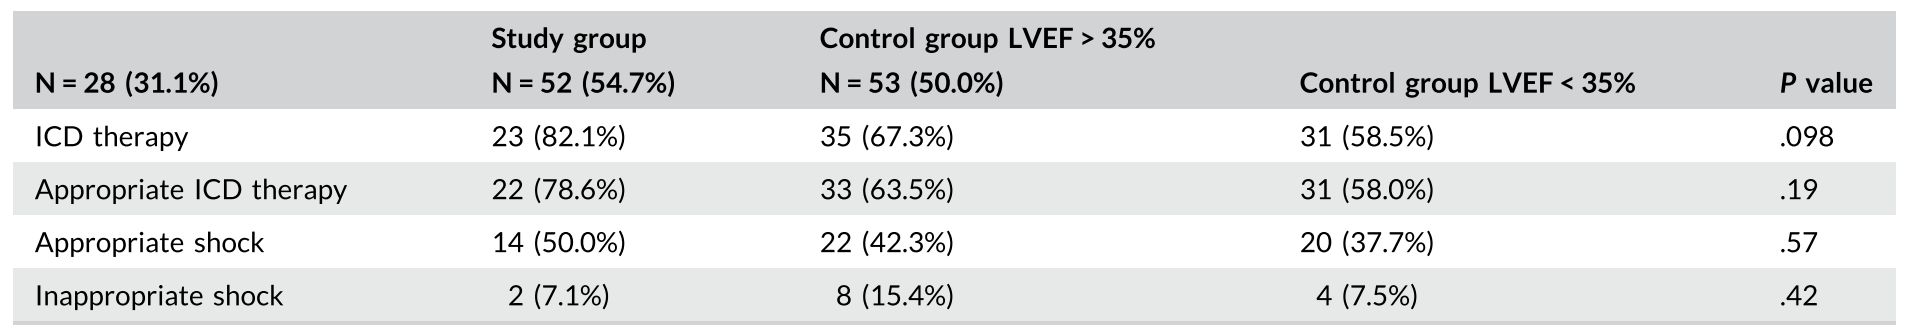 Study group Control group LVEF > 35%
N = 28 (31.1%) N = 52 (54.7%) N = 53 (50.0%) Control group LVEF < 35% P value
ICD therapy 23 (82.1%) 35 (67.3%) 31 (58.5%) .098
Appropriate ICD therapy 22 (78.6%) 33 (63.5%) 31 (58.0%) .19
Appropriate shock 14 (50.0%) 22 (42.3%) 20 (37.7%) .57
Inappropriate shock 2 (7.1%) 8 (15.4%) 4 (7.5%) .42